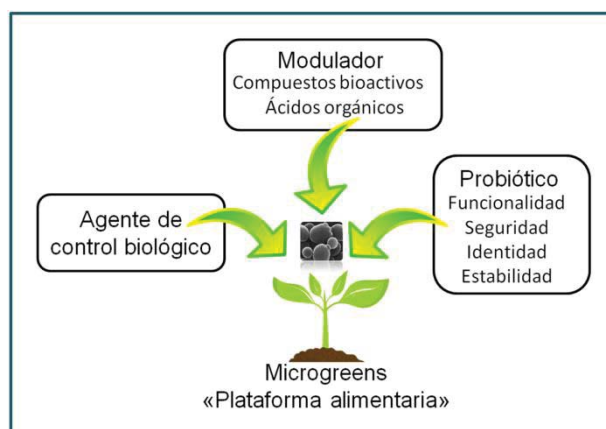 Modulador
Compuestos bioactivos
Ácidos orgánicos
Agente de
control biológico
Probiótico
Funcionalidad
Seguridad
Identidad
Estabilidad
Microgreens
«Plataforma alimentaria»